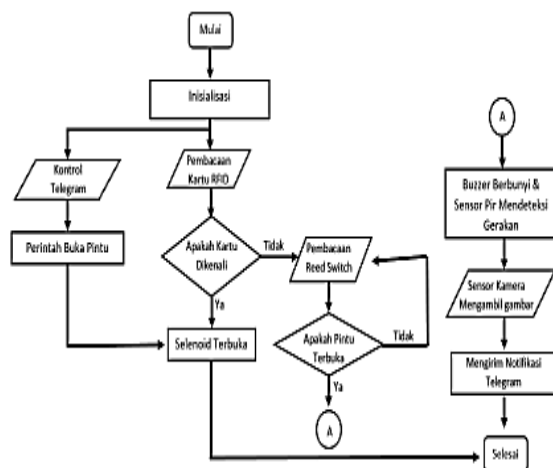 Mulai
Inisialisasi
Kontrol
Telegram
Perintah Buka Pintu
Pembacaan
Kartu RFID
Apakah Kartu
Dikenali
Tidak
Ya
Selenoid Terbuka
Pembacaan
Reed Switch
Apakah Pintu
Terbuka
Tidak
Ya
A
A
Buzzer Berbunyi &
Sensor Pir Mendeteksi
Gerakan
Sensor Kamera
Mengambil gambar
Mengirim Notifikasi
Telegram
Selesai